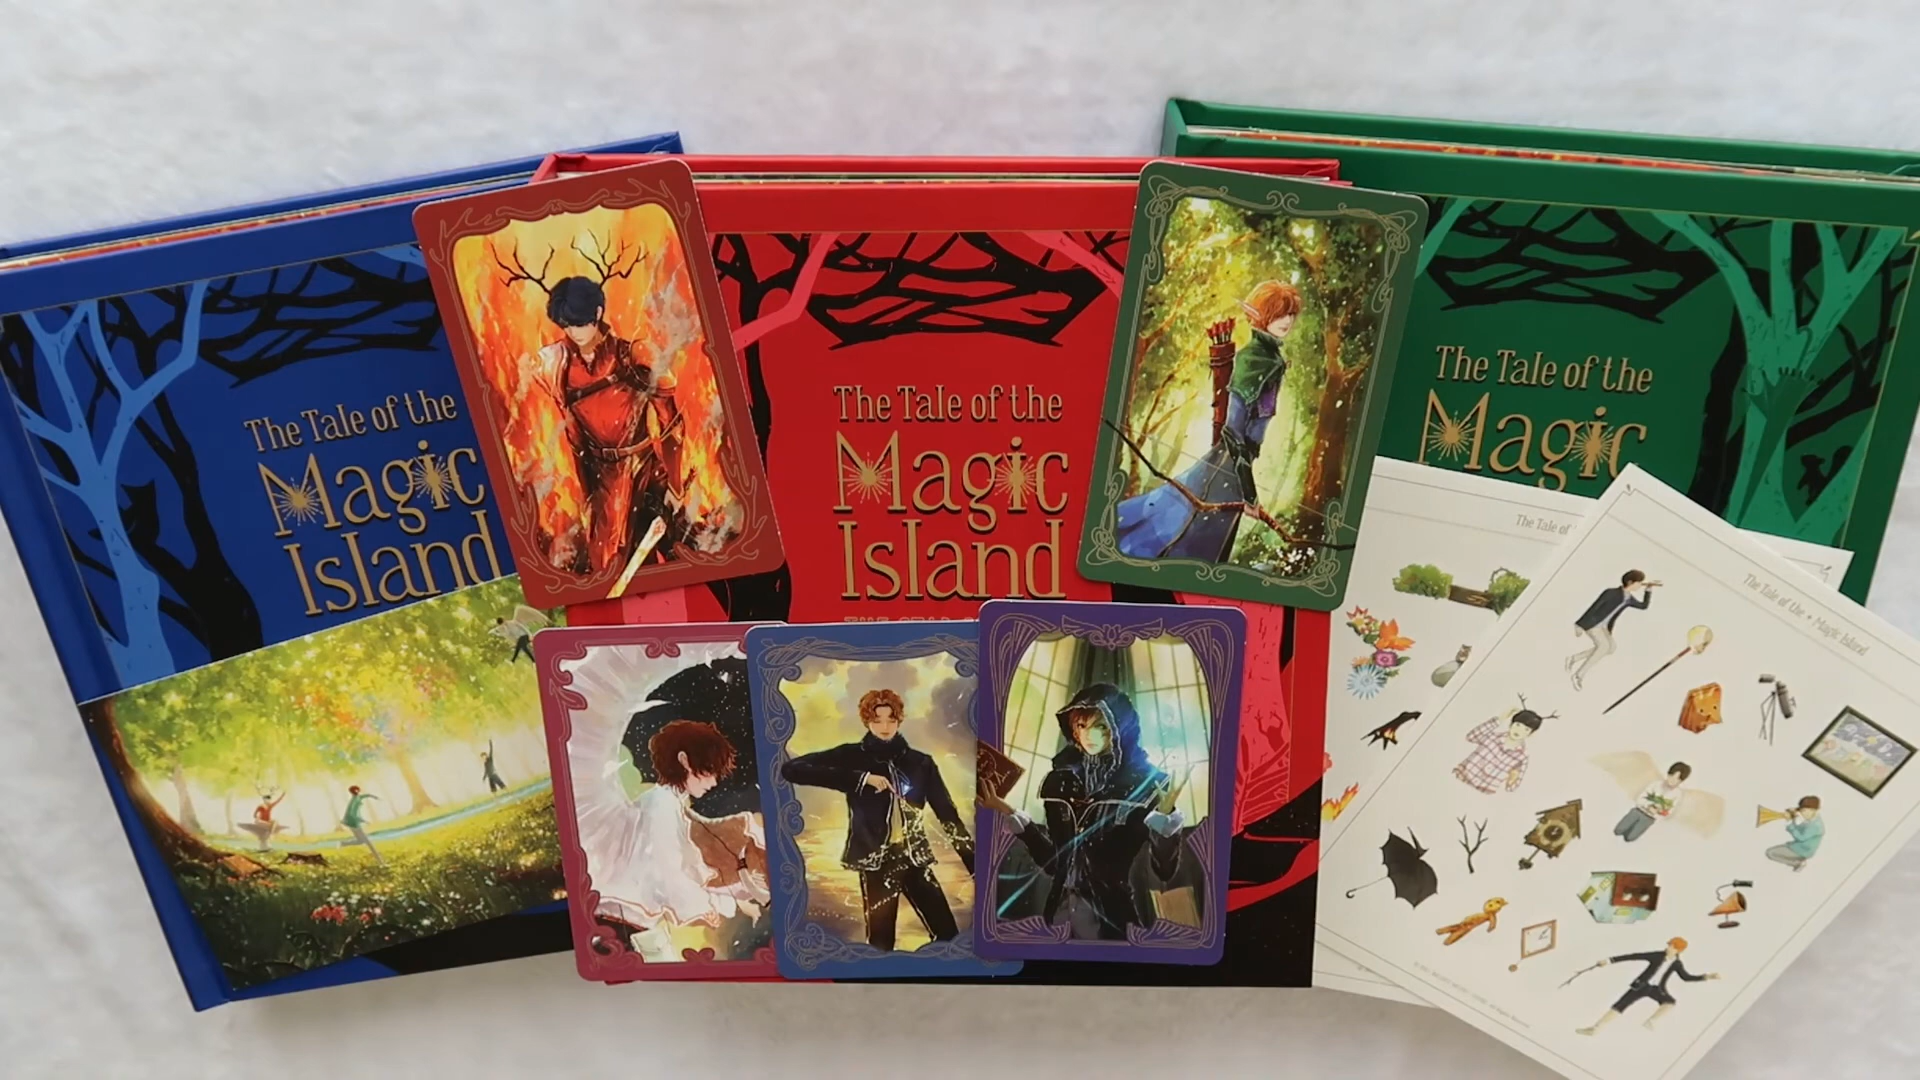 The Tale of the
Magic
Island
The Tale of the
Magic
Island
The Tale of the
Magic
The Tale of
The Tale of the • Magic Island